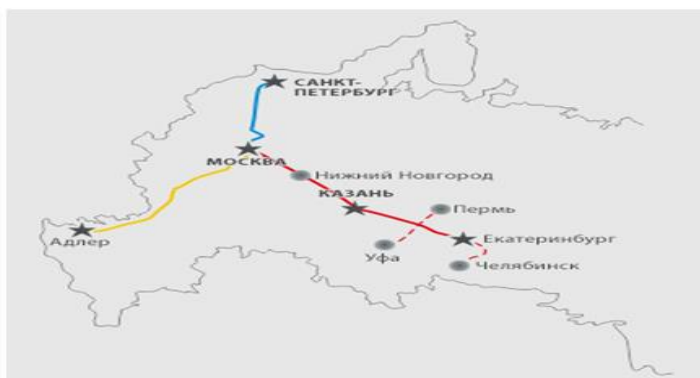 САНКТ-
ПЕТЕРБУРГ
МОСКВА
Нижний Новгород
КАЗАНЬ
Пермь
Адлер
Екатеринбург
Уфа
Челябинск